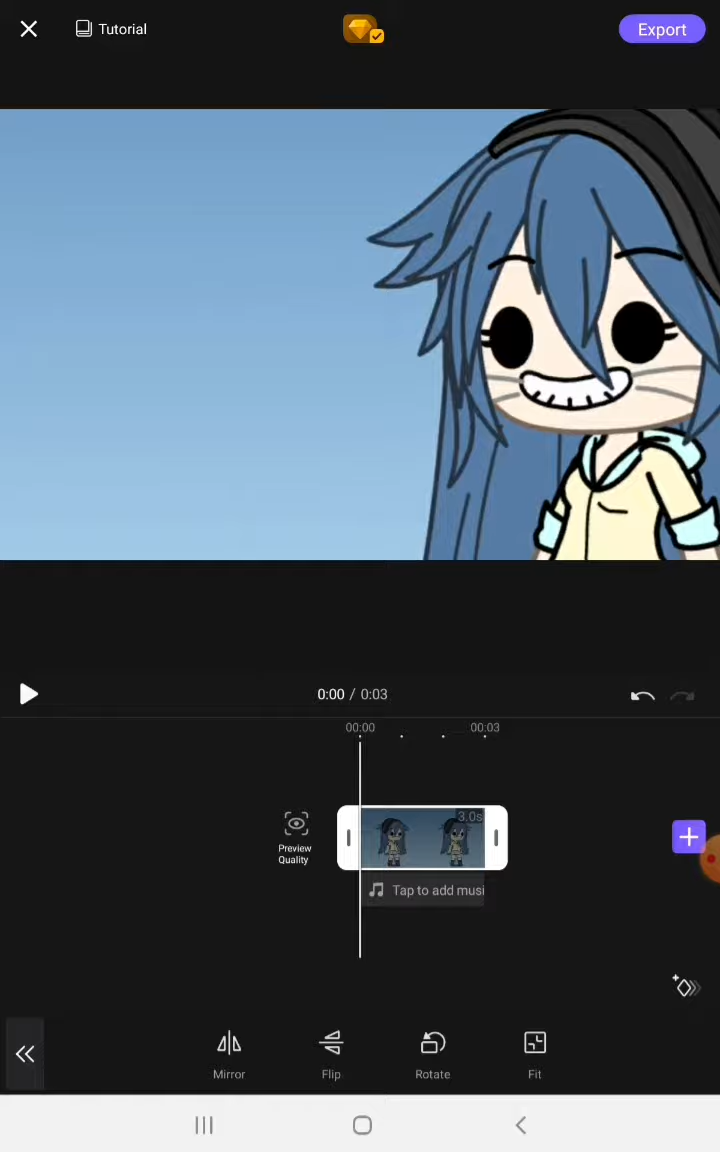 Tutorial
Export
0:00 / 0:03
00:00
00:03
3.0s
Preview
Quality
Tap to add musi
Mirror
Flip
Rotate
Fit